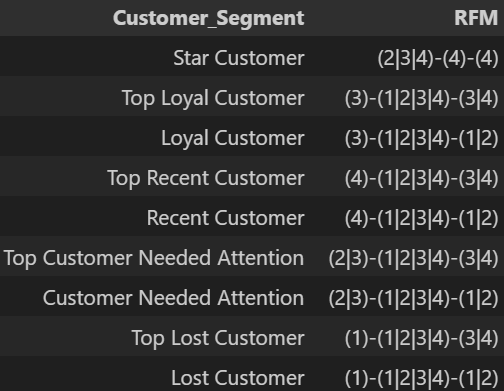 Customer_Segment RFM
Star Customer (2|3|4)-(4)-(4)
Top Loyal Customer (3)-(1|2|3|4)-(3|4)
Loyal Customer (3)-(1|2|3|4)-(1|2)
Top Recent Customer (4)-(1|2|3|4)-(3|4)
Recent Customer (4)-(1|2|3|4)-(1|2)
Top Customer Needed Attention (2|3)-(1|2|3|4)-(3|4)
Customer Needed Attention (2|3)-(1|2|3|4)-(1|2)
Top Lost Customer (1)-(1|2|3|4)-(3|4)
Lost Customer (1)-(1|2|3|4)-(1|2)